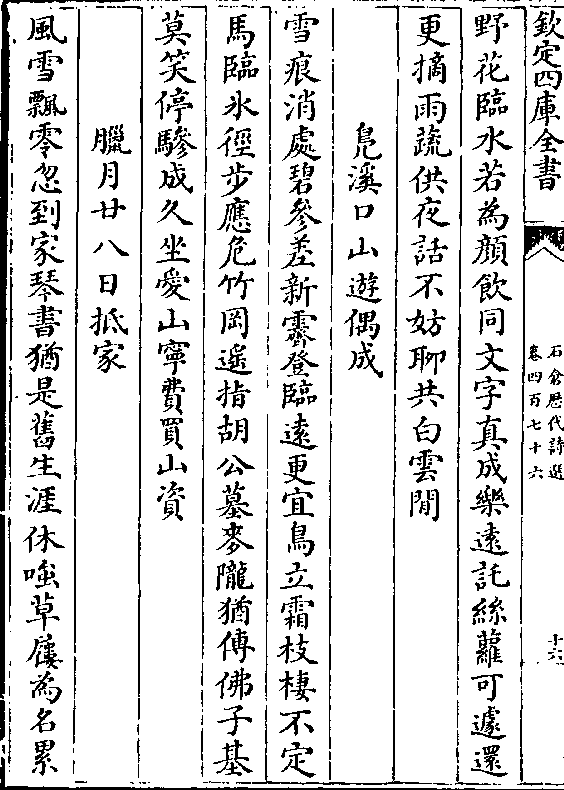 欽定四庫全書
石倉歷代詩選
卷四百七十六
十六
野花臨水若為顔飲同文字真成樂遠託絲蘿可遽還
更摘雨蔬供夜話不妨聊共白雲閒
鳬溪口山遊偶成
雪痕消處碧參差新霽登臨遠更宜鳥立霜枝棲不定
馬臨氷徑步應危竹岡遙指胡公墓麥隴猶傳佛子基
莫笑停驂成久坐愛山寧費買山資
臘月廿八日抵家
風雪飄零忽到家琴書猶是舊生涯休嗤草屩為名累